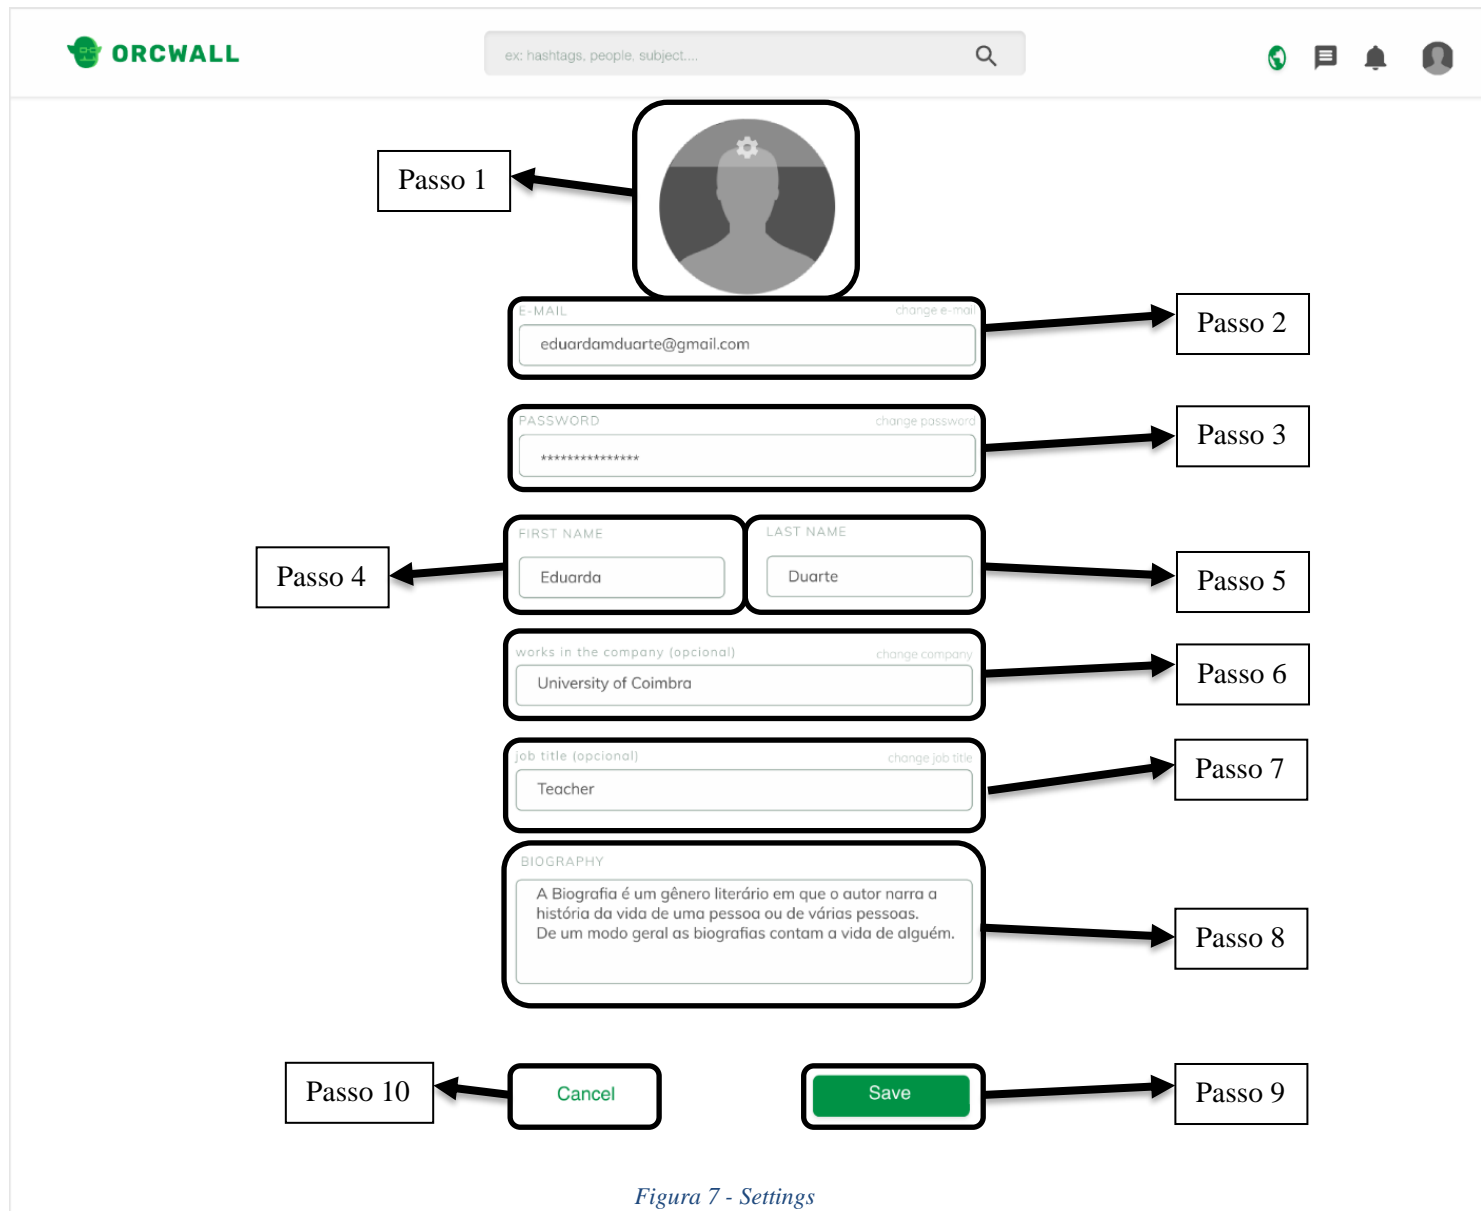 ORCWALL
ex: hashtags, people, subject....
Passo 1
E-MAIL
change e-mail
eduardamduarte@gmail.com
Passo 2
PASSWORD
change password
***************
Passo 3
FIRST NAME
LAST NAME
Eduarda
Duarte
Passo 4
Passo 5
works in the company (opcional)
change company
University of Coimbra
Passo 6
job title (opcional)
change job title
Teacher
Passo 7
BIOGRAPHY
A Biografia é um gênero literário em que o autor narra a
história da vida de uma pessoa ou de várias pessoas.
De um modo geral as biografias contam a vida de alguém.
Passo 8
Passo 10
Cancel
Save
Passo 9
Figura 7 - Settings